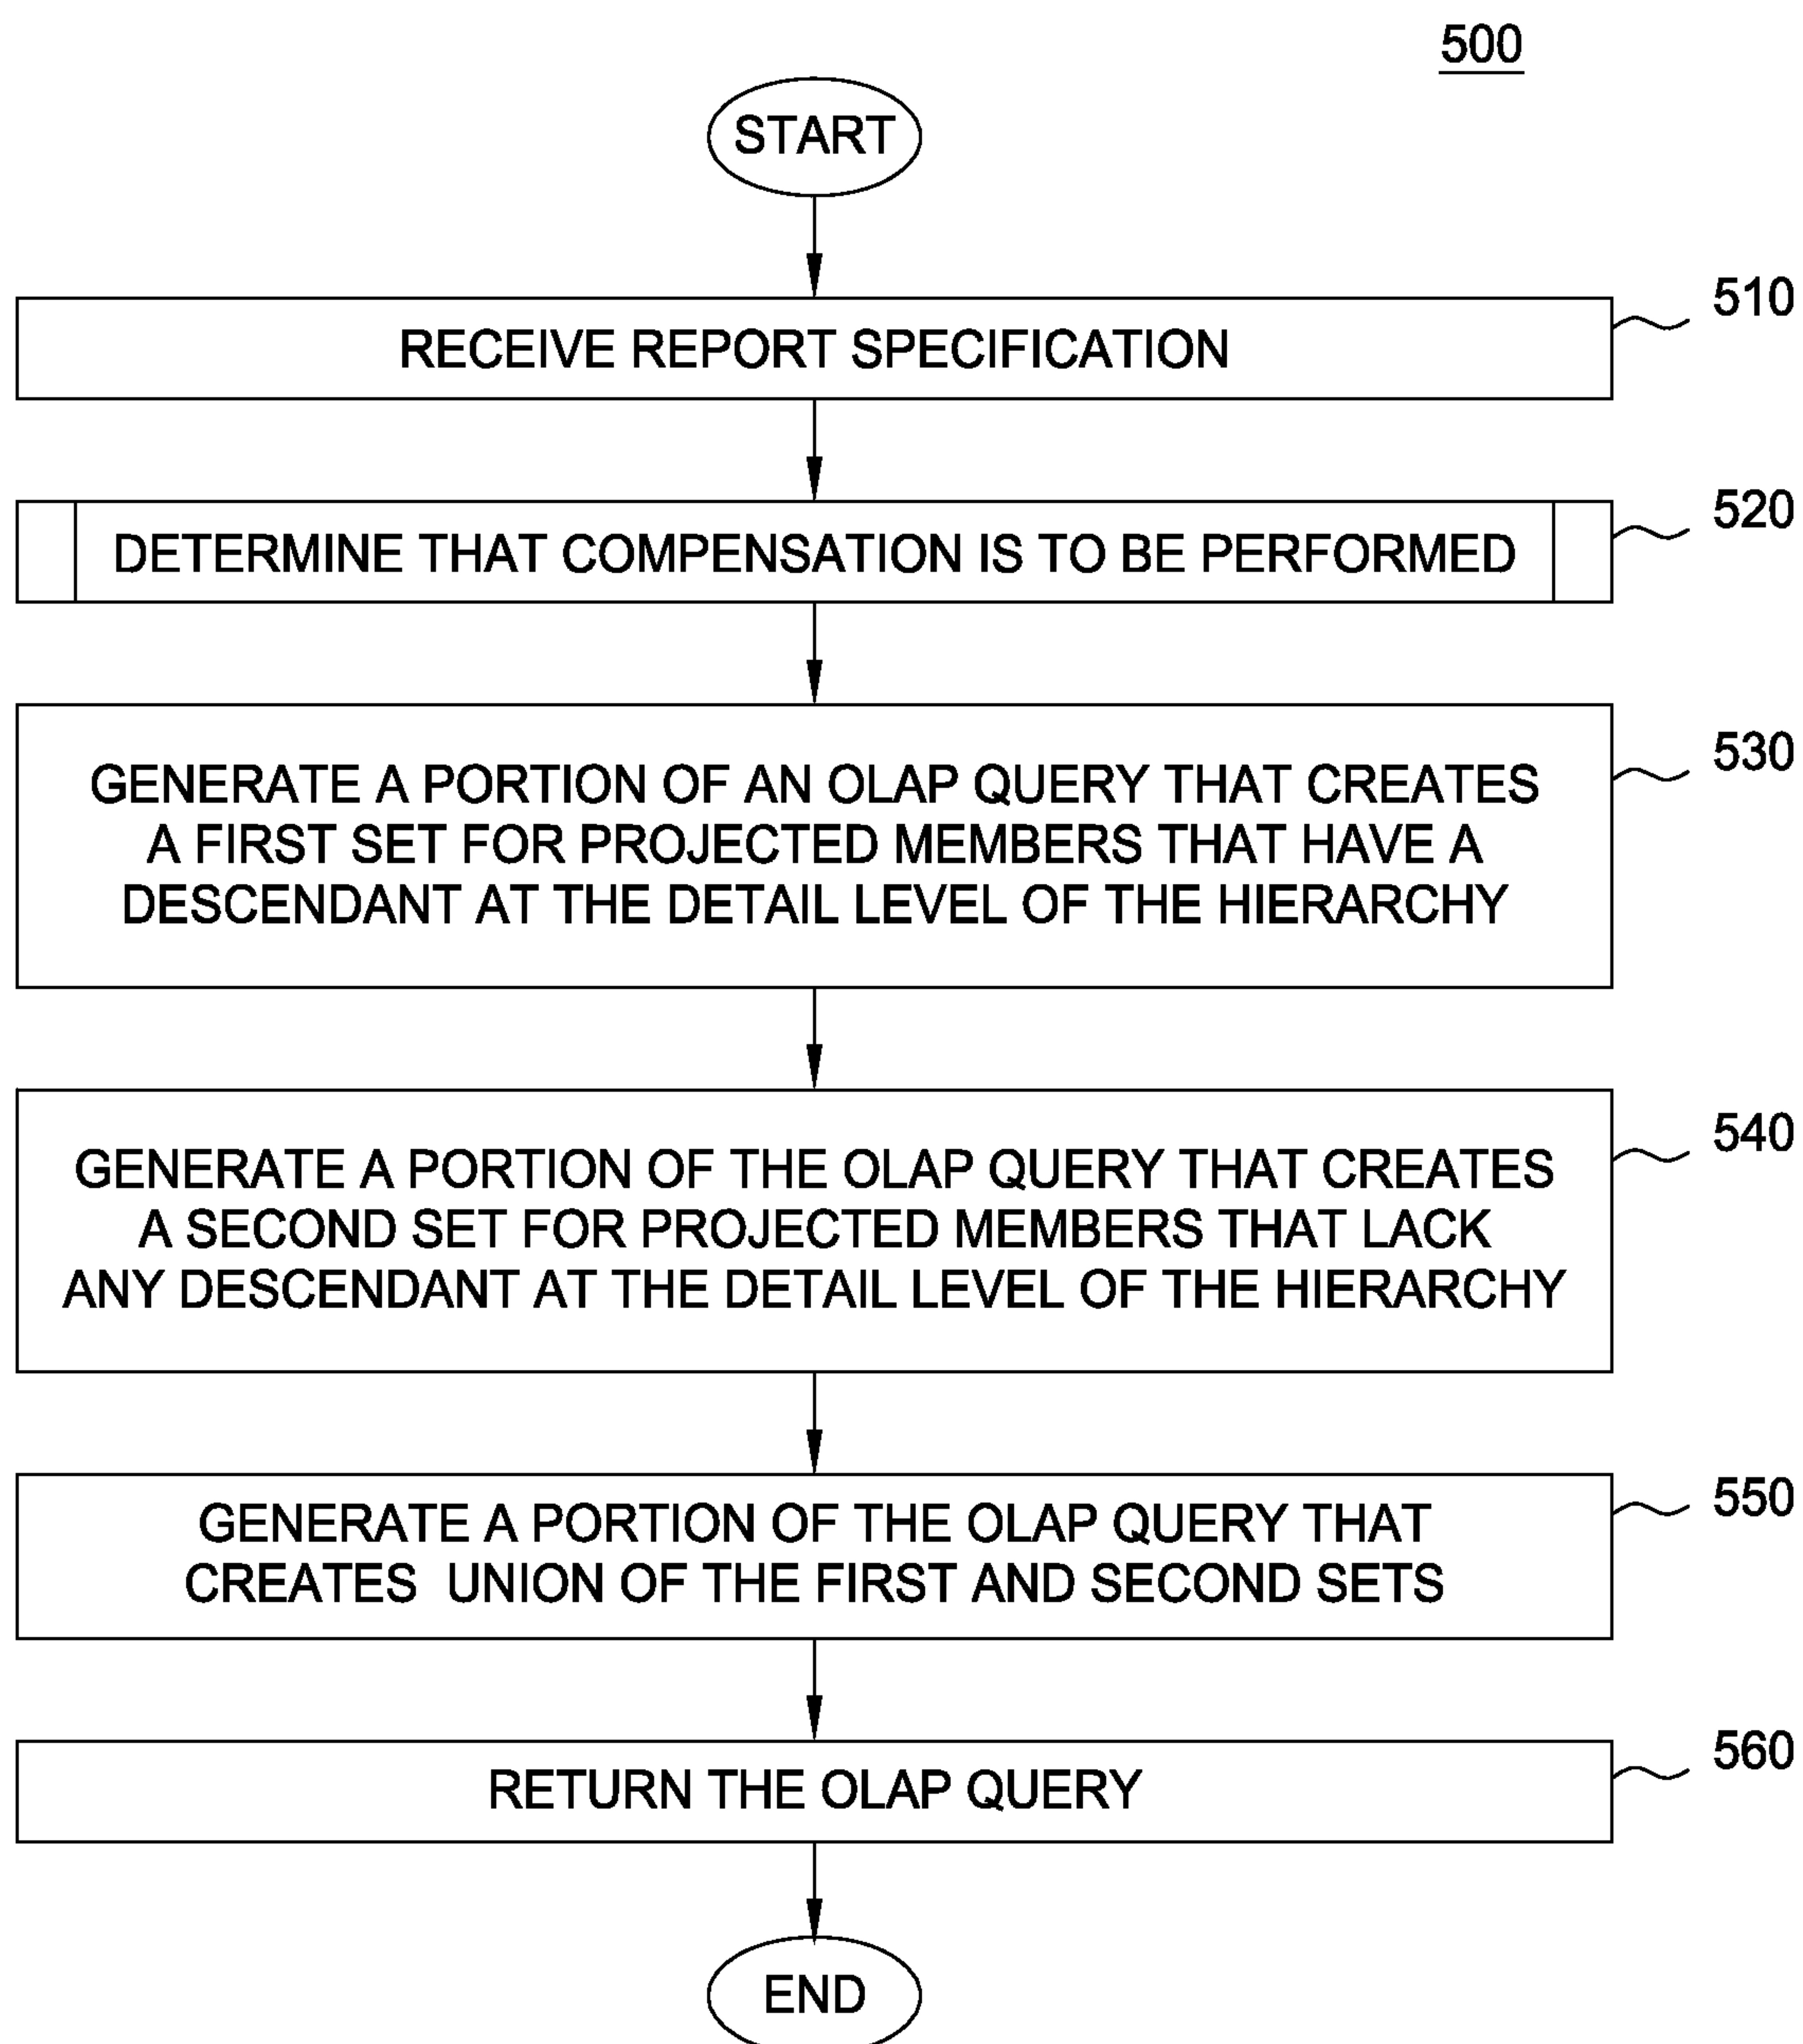 500
START
RECEIVE REPORT SPECIFICATION
510
DETERMINE THAT COMPENSATION IS TO BE PERFORMED
520
GENERATE A PORTION OF AN OLAP QUERY THAT CREATES
A FIRST SET FOR PROJECTED MEMBERS THAT HAVE A
DESCENDANT AT THE DETAIL LEVEL OF THE HIERARCHY
530
GENERATE A PORTION OF THE OLAP QUERY THAT CREATES
A SECOND SET FOR PROJECTED MEMBERS THAT LACK
ANY DESCENDANT AT THE DETAIL LEVEL OF THE HIERARCHY
540
GENERATE A PORTION OF THE OLAP QUERY THAT
CREATES UNION OF THE FIRST AND SECOND SETS
550
RETURN THE OLAP QUERY
560
END